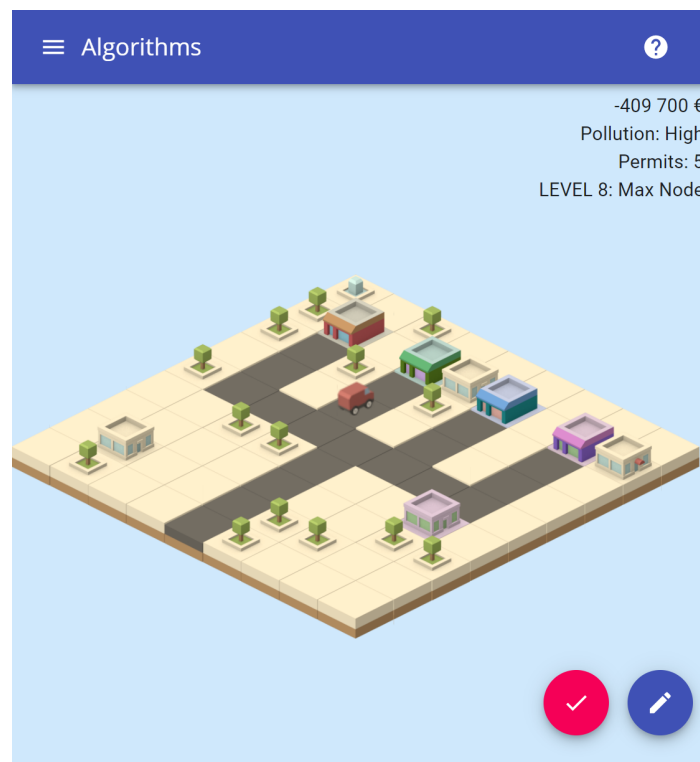 Algorithms
-409 700 €
Pollution: High
Permits: 5
LEVEL 8: Max Node